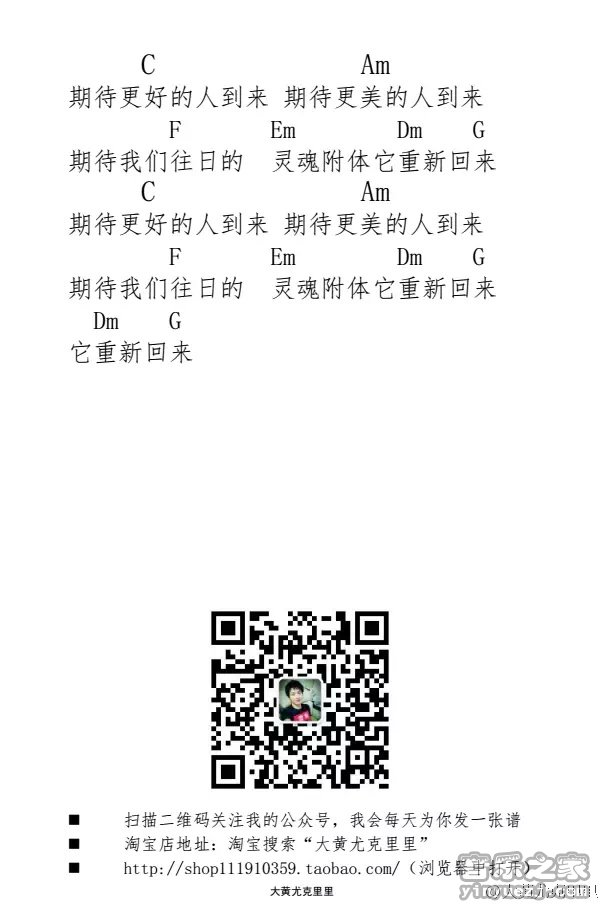 C Am
期待更好的人到来 期待更美的人到来
F Em Dm G
期待我们往日的 灵魂附体它重新回来
C Am
期待更好的人到来 期待更美的人到来
F Em Dm G
期待我们往日的 灵魂附体它重新回来
Dm G
它重新回来
■ 扫描二维码关注我的公众号，我会每天为你发一张谱
■ 淘宝店地址：淘宝搜索“大黄尤克里里”
■ http://shop111910359.taobao.com/（浏览器中打开）
音乐之家
大黄尤克里里